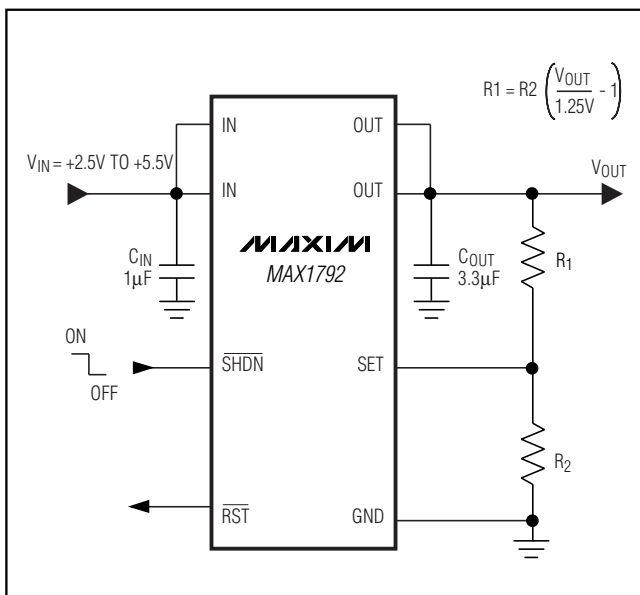 R1 = R2 (VOUT / 1.25V - 1)
IN
OUT
VIN = +2.5V TO +5.5V
IN
OUT
VOUT
CIN
1µF
MAXIM
MAX1792
COUT
3.3µF
R1
ON
OFF
SHDN
SET
R2
RST
GND